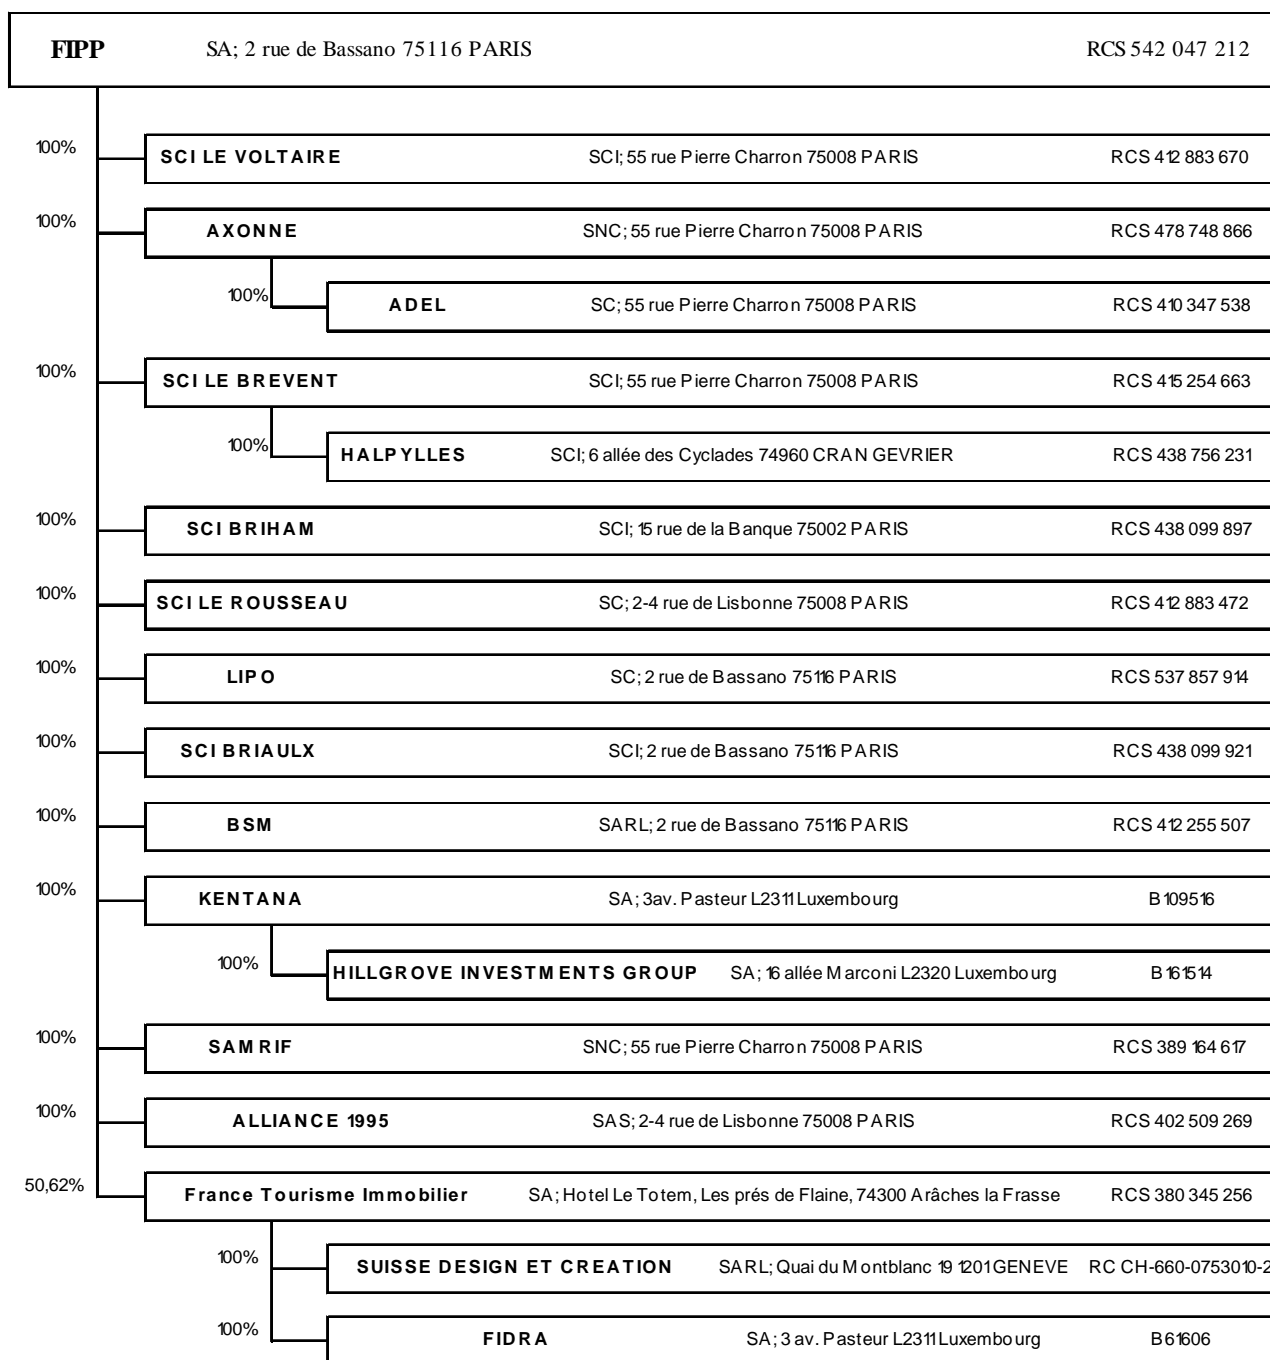 FIPP SA; 2 rue de Bassano 75116 PARIS RCS 542 047 212
100% SCI LE VOLTAIRE SCI; 55 rue Pierre Charron 75008 PARIS RCS 412 883 670
100% AXONNE SNC; 55 rue Pierre Charron 75008 PARIS RCS 478 748 866
100% ADEL SC; 55 rue Pierre Charron 75008 PARIS RCS 410 347 538
100% SCI LE BREVENT SCI; 55 rue Pierre Charron 75008 PARIS RCS 415 254 663
100% HALPYLLES SCI; 6 allée des Cyclades 74960 CRAN GEVRIER RCS 438 756 231
100% SCI BRIHAM SCI; 15 rue de la Banque 75002 PARIS RCS 438 099 897
100% SCI LE ROUSSEAU SC; 2-4 rue de Lisbonne 75008 PARIS RCS 412 883 472
100% LIPO SC; 2 rue de Bassano 75116 PARIS RCS 537 857 914
100% SCI BRIAULX SCI; 2 rue de Bassano 75116 PARIS RCS 438 099 921
100% BSM SARL; 2 rue de Bassano 75116 PARIS RCS 412 255 507
100% KENTANA SA; 3av. Pasteur L2311 Luxembourg B 109516
100% HILLGROVE INVESTMENTS GROUP SA; 16 allée Marconi L2320 Luxembourg B 161514
100% SAMRIF SNC; 55 rue Pierre Charron 75008 PARIS RCS 389 164 617
100% ALLIANCE 1995 SAS; 2-4 rue de Lisbonne 75008 PARIS RCS 402 509 269
50,62% France Tourisme Immobilier SA; Hotel Le Totem, Les prés de Flaine, 74300 Arâches la Frasse RCS 380 345 256
100% SUISSE DESIGN ET CREATION SARL; Quai du Montblanc 19 1201 GENEVE RC CH-660-0753010-2
100% FIDRA SA; 3 av. Pasteur L2311 Luxembourg B 61606